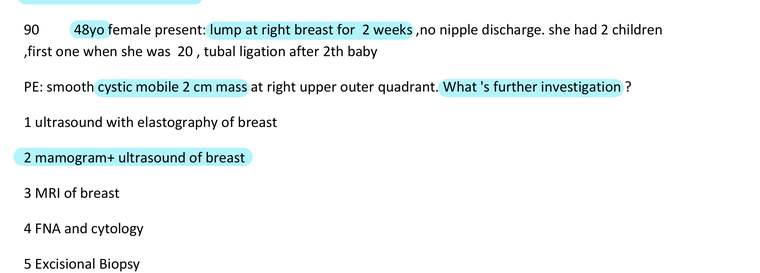 90 48yo female present: lump at right breast for 2 weeks ,no nipple discharge. she had 2 children
,first one when she was 20 , tubal ligation after 2th baby
PE: smooth cystic mobile 2 cm mass at right upper outer quadrant. What 's further investigation ?
1 ultrasound with elastography of breast
2 mamogram+ ultrasound of breast
3 MRI of breast
4 FNA and cytology
5 Excisional Biopsy